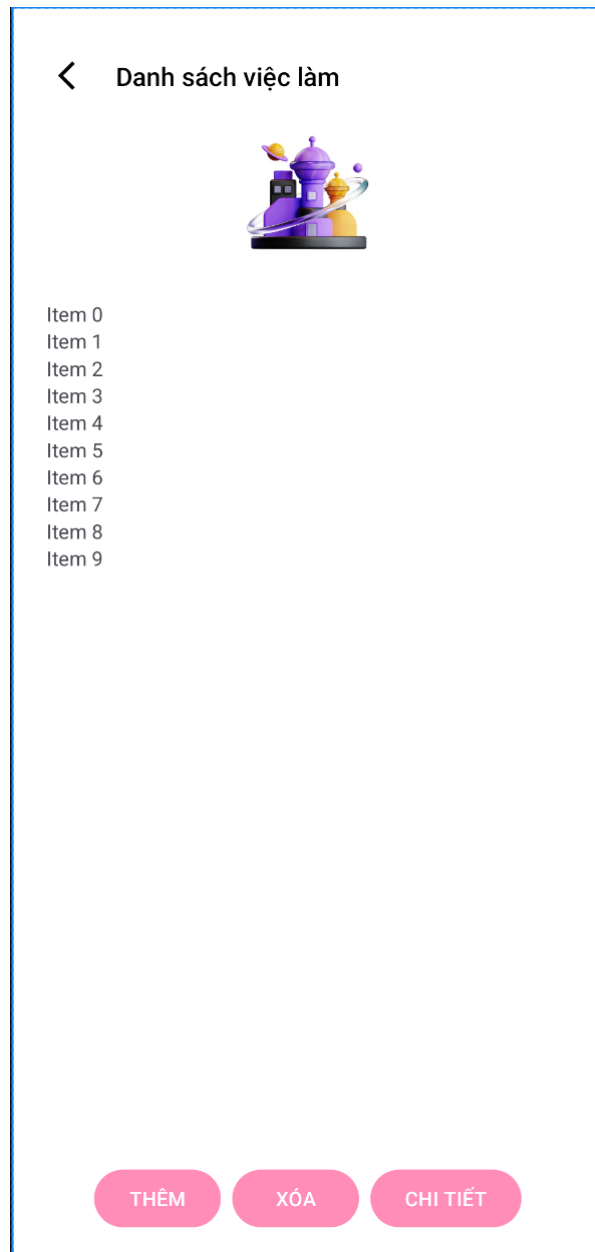 Danh sách việc làm
Item 0
Item 1
Item 2
Item 3
Item 4
Item 5
Item 6
Item 7
Item 8
Item 9
THÊM XÓA CHI TIẾT